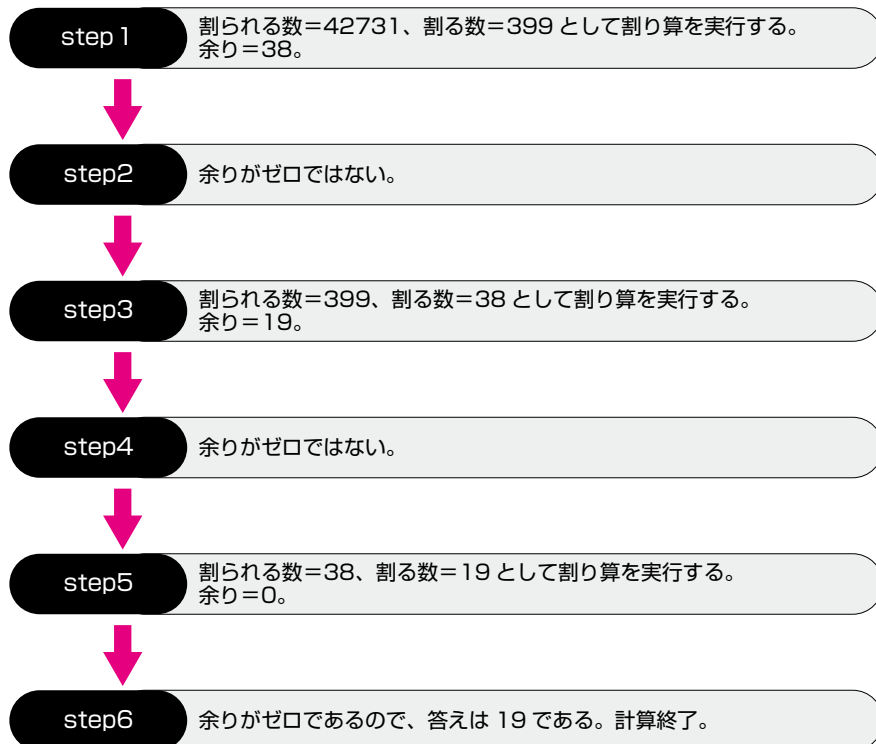 step 1
割られる数＝42731、割る数＝399 として割り算を実行する。
余り＝38。
step2
余りがゼロではない。
step3
割られる数＝399、割る数＝38 として割り算を実行する。
余り＝19。
step4
余りがゼロではない。
step5
割られる数＝38、割る数＝19 として割り算を実行する。
余り＝0。
step6
余りがゼロであるので、答えは 19 である。計算終了。